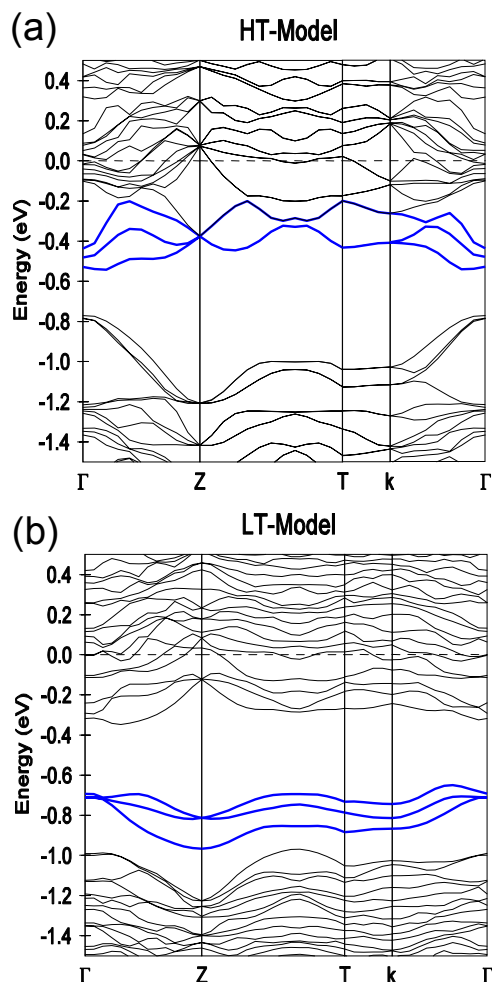 (a)
HT-Model
Energy (eV)
0.4
0.2
0.0
-0.2
-0.4
-0.6
-0.8
-1.0
-1.2
-1.4
Γ Z T k Γ
(b)
LT-Model
Energy (eV)
0.4
0.2
0.0
-0.2
-0.4
-0.6
-0.8
-1.0
-1.2
-1.4
Γ Z T k Γ